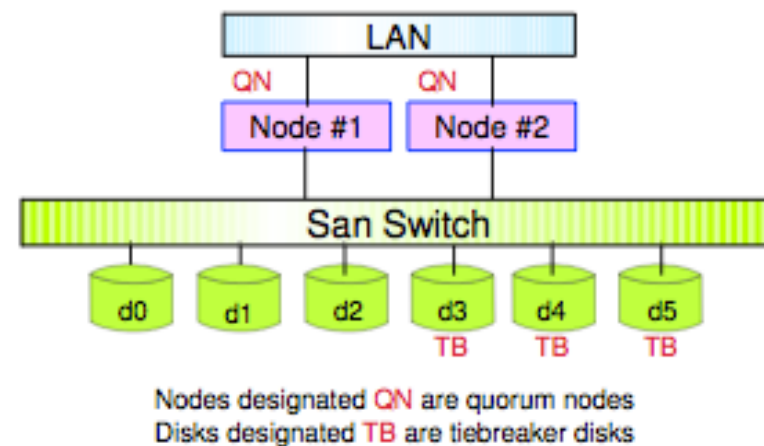 LAN
QN QN
Node #1 Node #2
San Switch
d0 d1 d2 d3 d4 d5
TB TB TB
Nodes designated QN are quorum nodes
Disks designated TB are tiebreaker disks